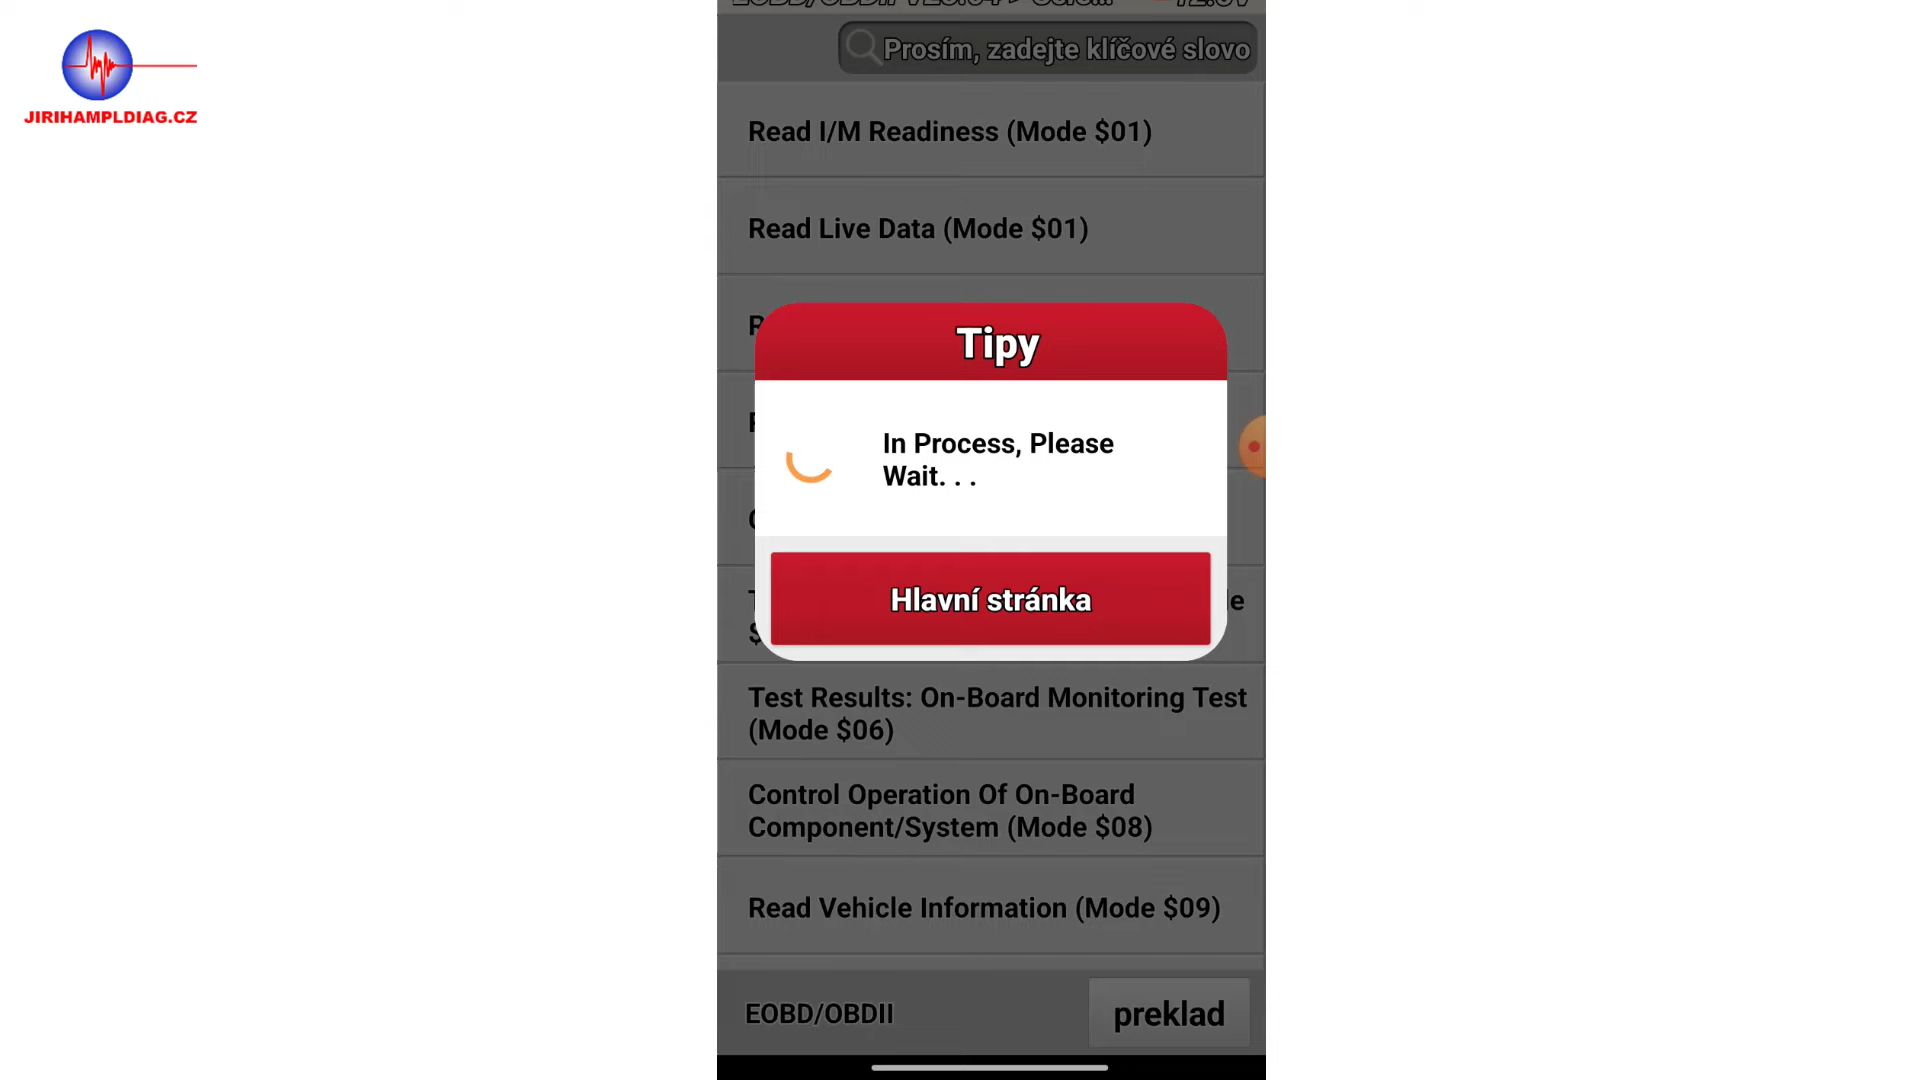 JIRIHAMPLDIAG.CZ
Prosím, zadejte klíčové slovo
Read I/M Readiness (Mode $01)
Read Live Data (Mode $01)
Tipy
In Process, Please
Wait. . .
Hlavní stránka
Test Results: On-Board Monitoring Test
(Mode $06)
Control Operation Of On-Board
Component/System (Mode $08)
Read Vehicle Information (Mode $09)
EOBD/OBDII
preklad